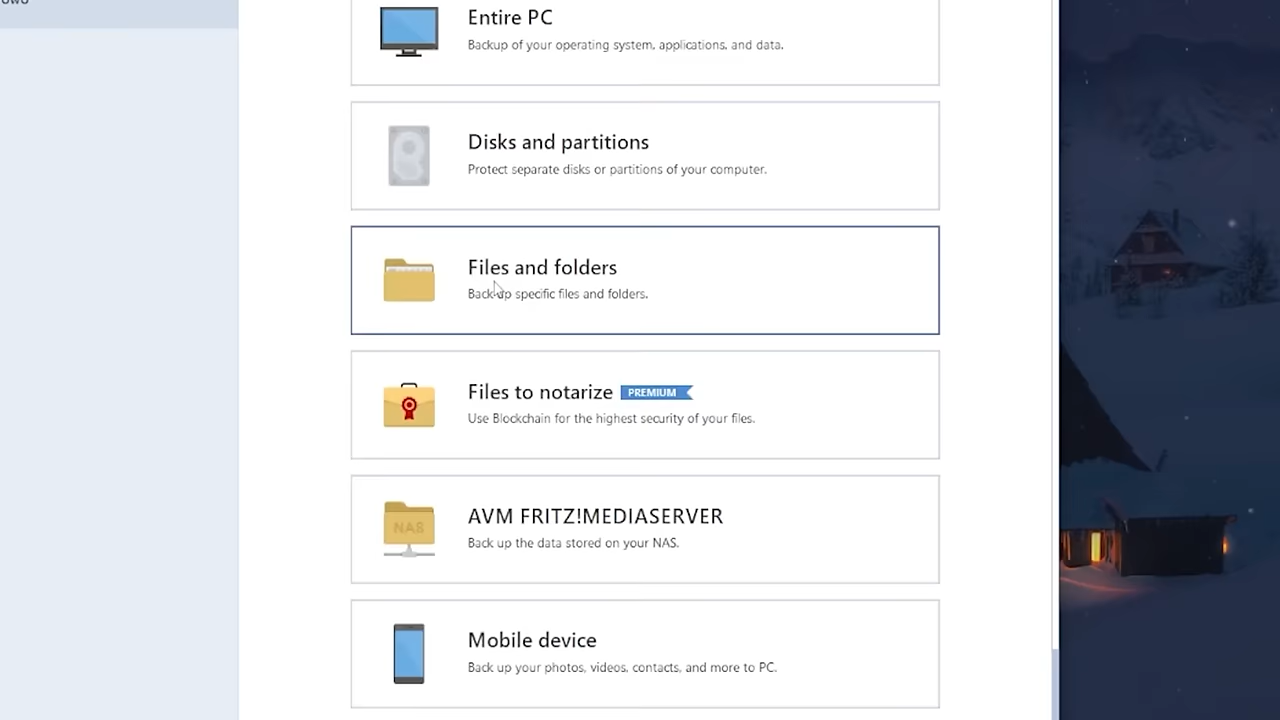 Entire PC
Backup of your operating system, applications, and data.
Disks and partitions
Protect separate disks or partitions of your computer.
Files and folders
Back up specific files and folders.
Files to notarize PREMIUM
Use Blockchain for the highest security of your files.
AVM FRITZ!MEDIASERVER
NAS
Back up the data stored on your NAS.
Mobile device
Back up your photos, videos, contacts, and more to PC.